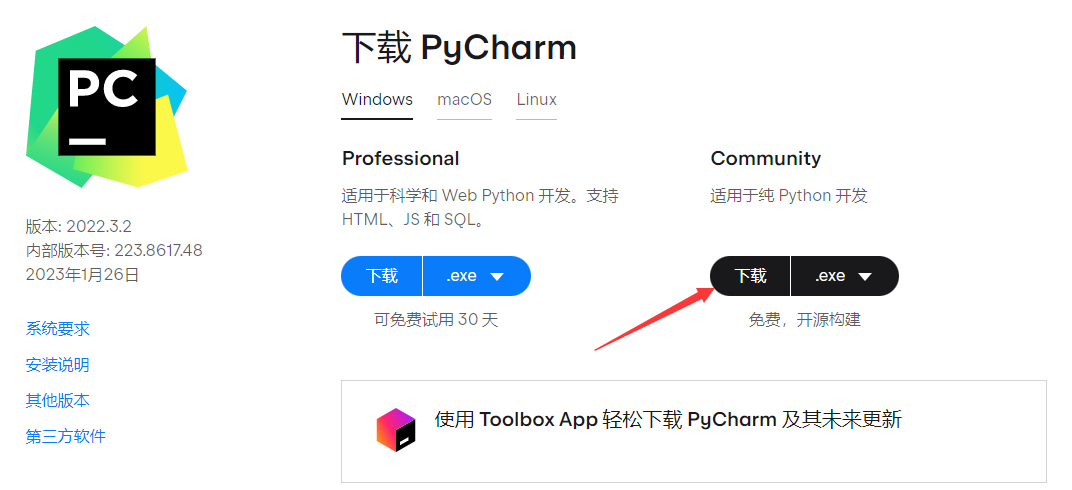 PC
版本: 2022.3.2
内部版本号: 223.8617.48
2023年1月26日
系统要求
安装说明
其他版本
第三方软件
下载 PyCharm
Windows macOS Linux
Professional
适用于科学和 Web Python 开发。支持
HTML、JS 和 SQL。
下载 .exe
可免费试用 30 天
Community
适用于纯 Python 开发
下载 .exe
免费，开源构建
使用 Toolbox App 轻松下载 PyCharm 及其未来更新